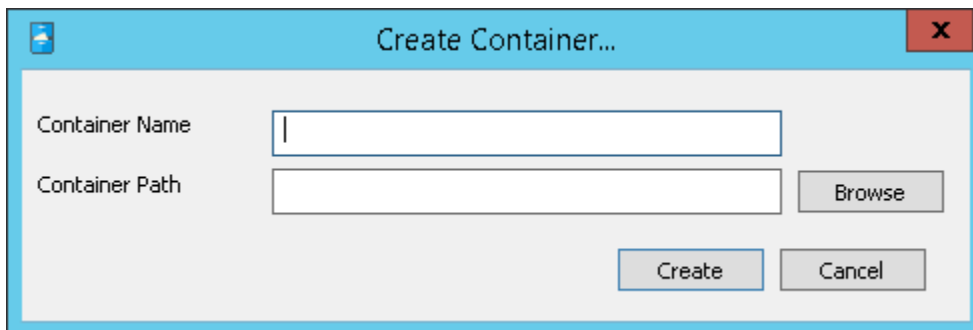 Create Container...
x
Container Name
Container Path
Browse
Create
Cancel